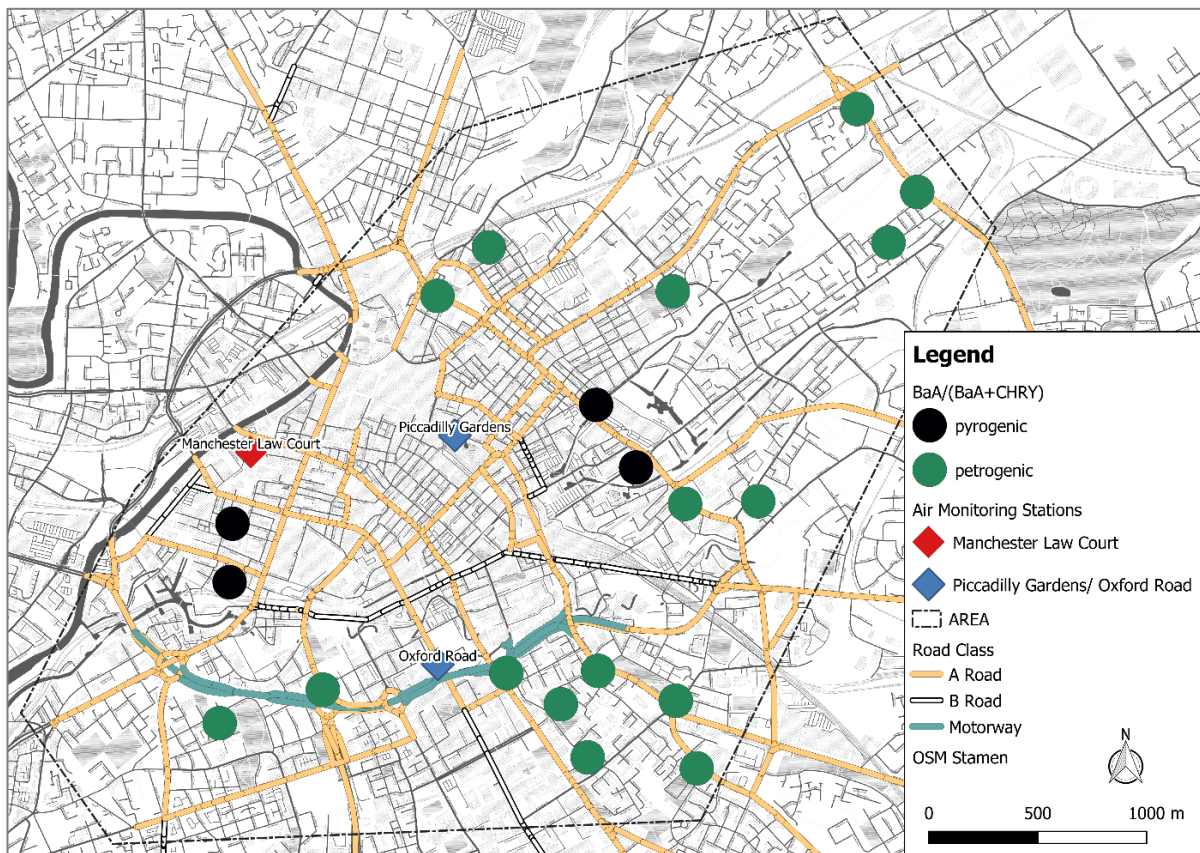 Piccadilly Gardens
Manchester Law Court
Oxford Road
Legend
BaA/(BaA+CHRY)
pyrogenic
petrogenic
Air Monitoring Stations
Manchester Law Court
Piccadilly Gardens/ Oxford Road
AREA
Road Class
A Road
B Road
Motorway
OSM Stamen
N
0 500 1000 m